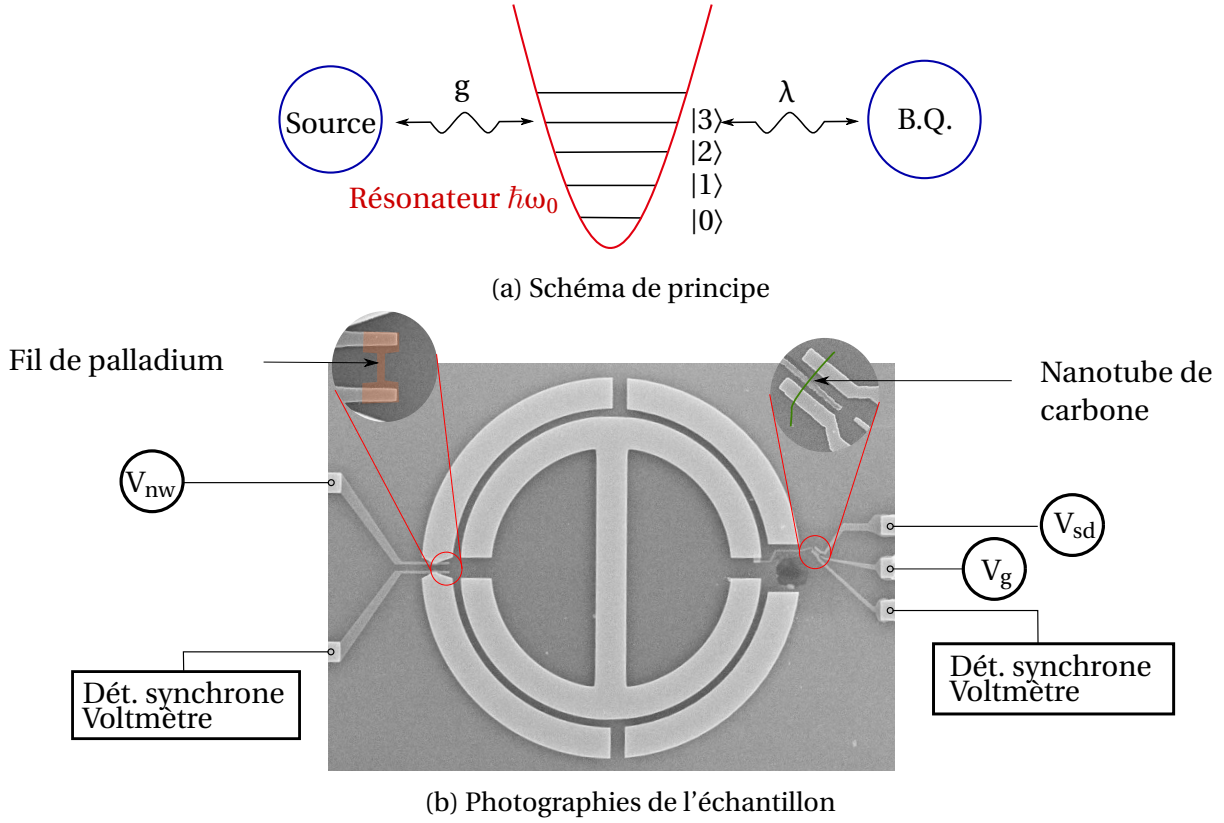 Source
g
|3⟩
|2⟩
|1⟩
|0⟩
λ
B.Q.
Résonateur ℏω₀
(a) Schéma de principe
Fil de palladium
Nanotube de
carbone
Vnw
Vsd
Vg
Dét. synchrone
Voltmètre
Dét. synchrone
Voltmètre
(b) Photographies de l'échantillon